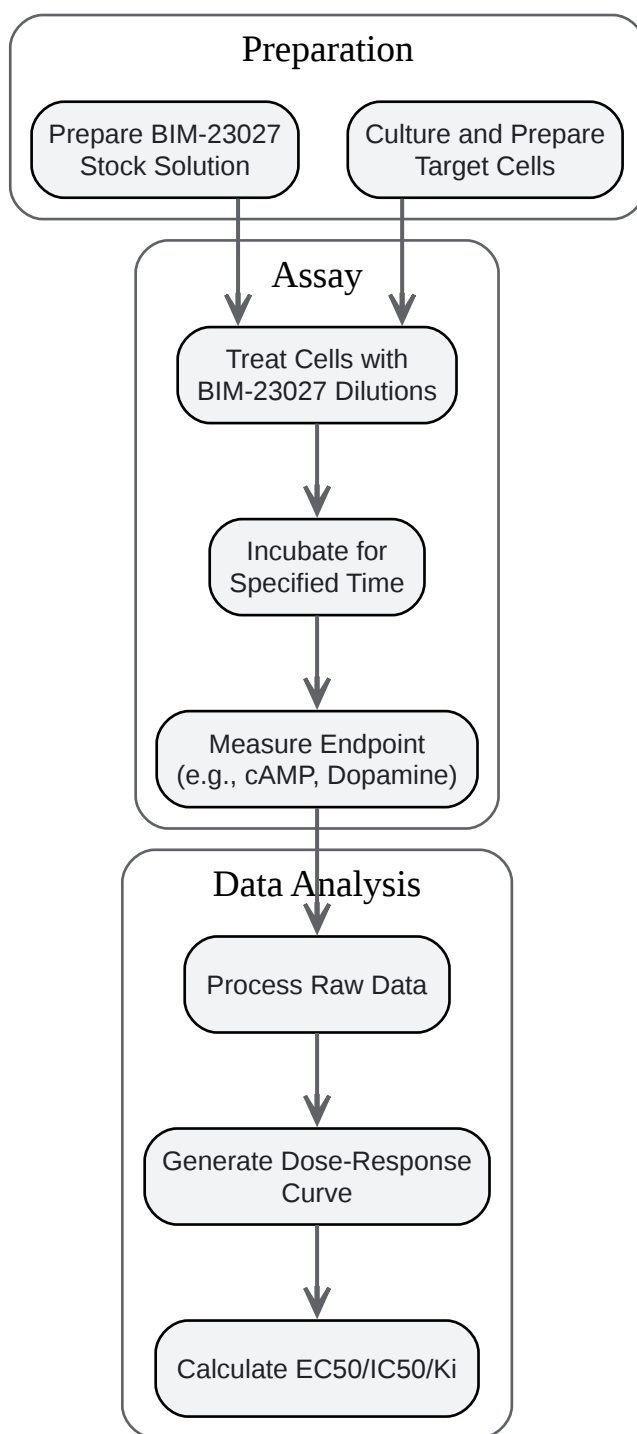 Preparation
Prepare BIM-23027
Stock Solution
Culture and Prepare
Target Cells
Assay
Treat Cells with
BIM-23027 Dilutions
Incubate for
Specified Time
Measure Endpoint
(e.g., cAMP, Dopamine)
Data Analysis
Process Raw Data
Generate Dose-Response
Curve
Calculate EC50/IC50/Ki